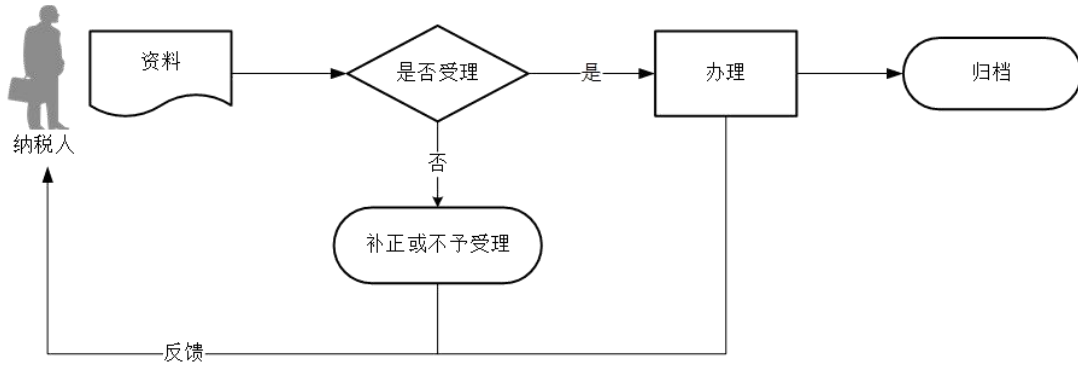 资料
是否受理
是
办理
归档
纳税人
否
补正或不予受理
反馈